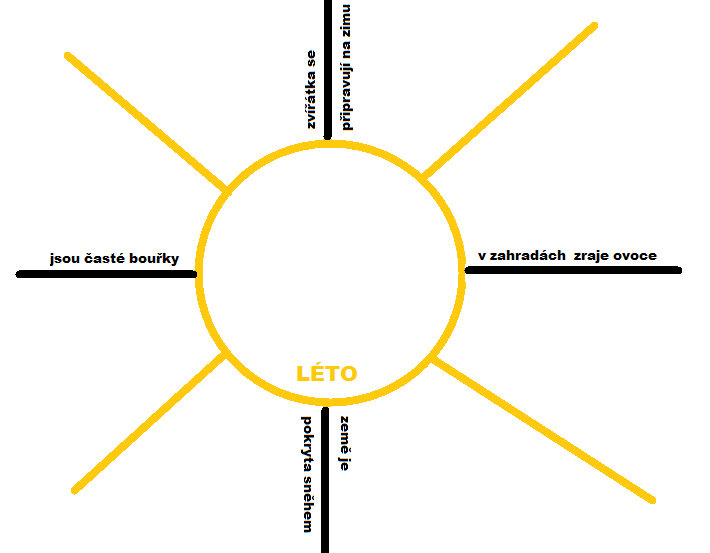 zvířátka se
připravují na zimu
jsou časté bouřky
v zahradách  zraje ovoce
LÉTO
země je
pokryta sněhem